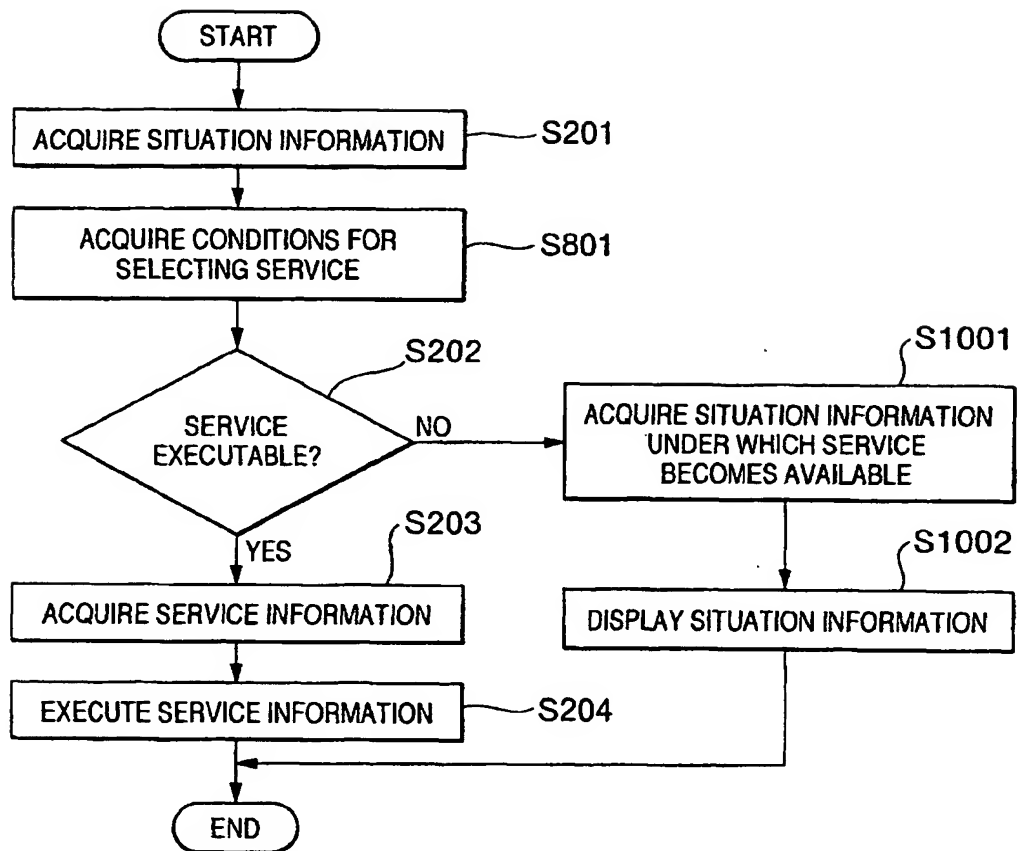 START
ACQUIRE SITUATION INFORMATION
S201
ACQUIRE CONDITIONS FOR
SELECTING SERVICE
S801
S202
SERVICE
EXECUTABLE?
NO
S1001
ACQUIRE SITUATION INFORMATION
UNDER WHICH SERVICE
BECOMES AVAILABLE
YES
S203
ACQUIRE SERVICE INFORMATION
S1002
DISPLAY SITUATION INFORMATION
EXECUTE SERVICE INFORMATION
S204
END